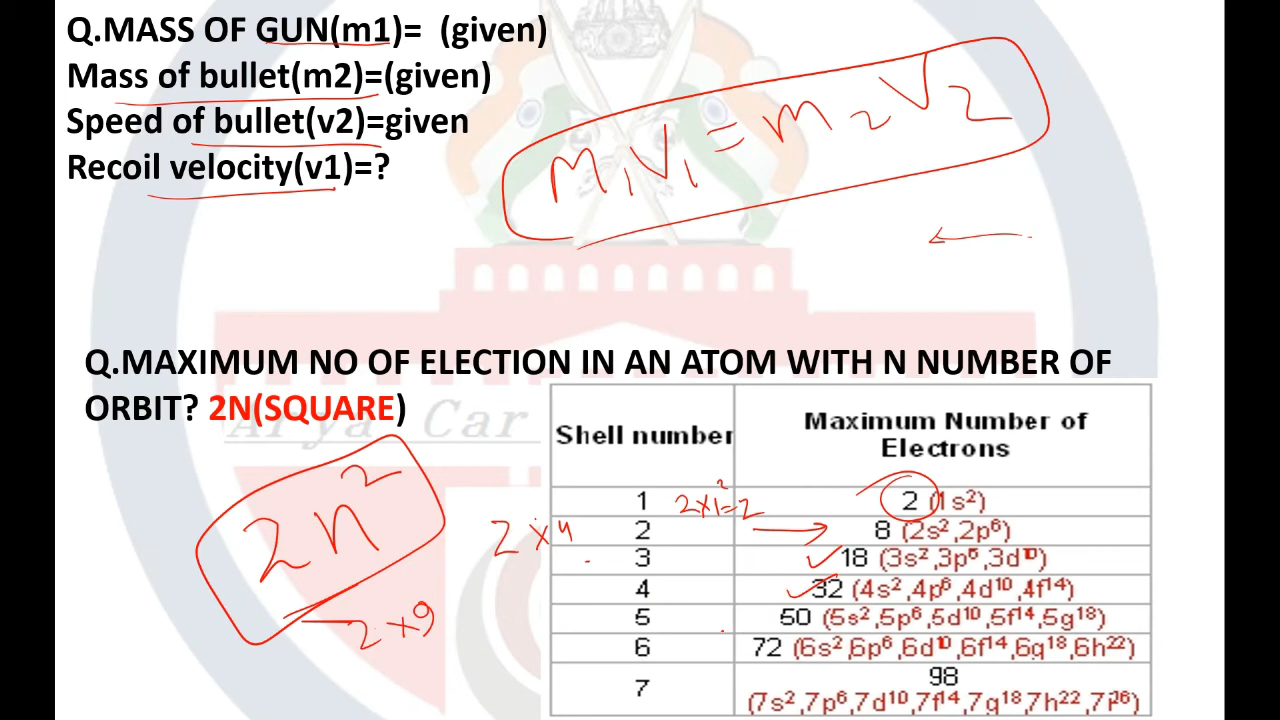 Q.MASS OF GUN(m1)= (given)
Mass of bullet(m2)=(given)
Speed of bullet(v2)=given
Recoil velocity(v1)=?
m₁v₁ = m₂v₂
Q.MAXIMUM NO OF ELECTION IN AN ATOM WITH N NUMBER OF
ORBIT? 2N(SQUARE)
Arya Car
2n²
2×9
2×4
2×1²=2
Shell number Maximum Number of
Electrons
1 2 (1s²)
2 8 (2s²,2p⁶)
3 18 (3s²,3p⁶,3d¹⁰)
4 32 (4s²,4p⁶,4d¹⁰,4f¹⁴)
5 50 (5s²,5p⁶,5d¹⁰,5f¹⁴,5g¹⁸)
6 72 (6s²,6p⁶,6d¹⁰,6f¹⁴,6g¹⁸,6h²²)
7 98
(7s²,7p⁶,7d¹⁰,7f¹⁴,7g¹⁸,7h²²,7i²⁶)